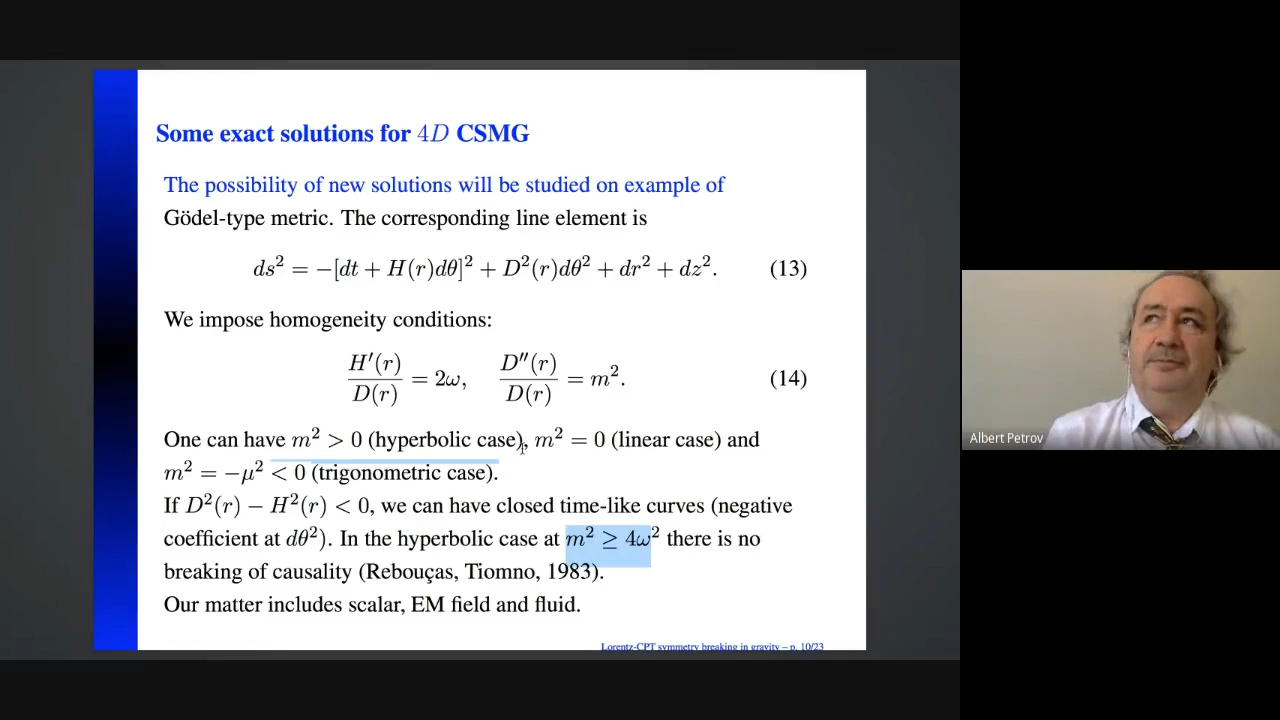 Some exact solutions for 4D CSMG
The possibility of new solutions will be studied on example of
Gödel-type metric. The corresponding line element is
ds² = −[dt + H(r)dθ]² + D²(r)dθ² + dr² + dz². (13)
We impose homogeneity conditions:
H′(r)/D(r) = 2ω, D″(r)/D(r) = m². (14)
One can have m² > 0 (hyperbolic case), m² = 0 (linear case) and
m² = −μ² < 0 (trigonometric case).
If D²(r) − H²(r) < 0, we can have closed time-like curves (negative
coefficient at dθ²). In the hyperbolic case at m² ≥ 4ω² there is no
breaking of causality (Rebouças, Tiomno, 1983).
Our matter includes scalar, EM field and fluid.
Lorentz-CPT symmetry breaking in gravity – p. 10/23
Albert Petrov